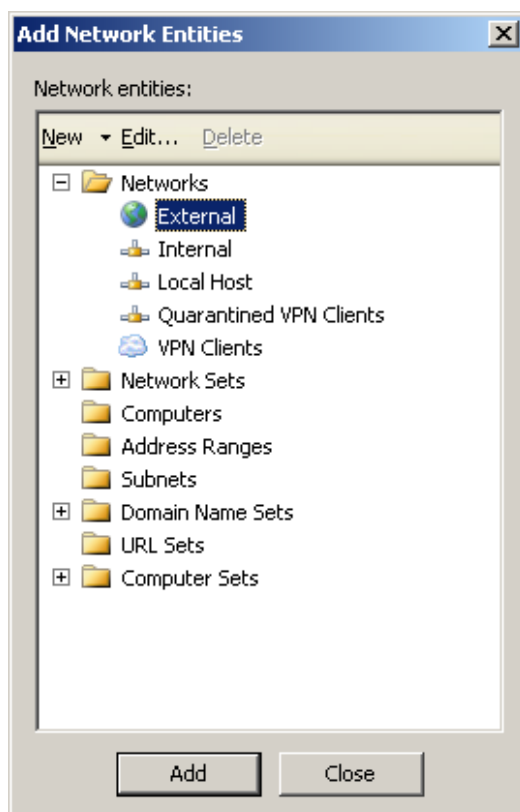 Add Network Entities
Network entities:
New Edit... Delete
Networks
External
Internal
Local Host
Quarantined VPN Clients
VPN Clients
Network Sets
Computers
Address Ranges
Subnets
Domain Name Sets
URL Sets
Computer Sets
Add Close